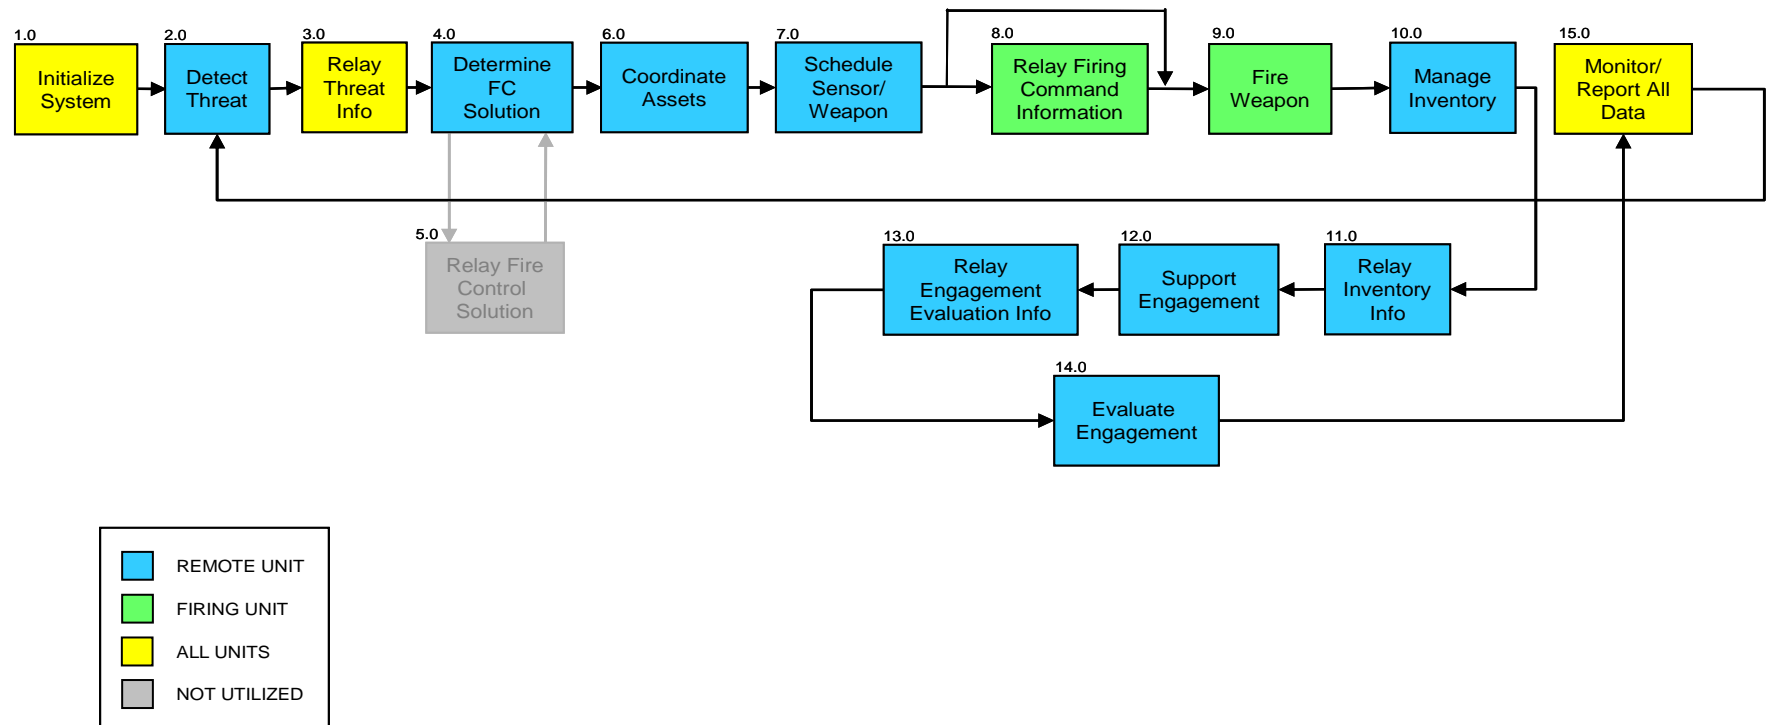 1.0
Initialize
System
2.0
Detect
Threat
3.0
Relay
Threat
Info
4.0
Determine
FC
Solution
6.0
Coordinate
Assets
7.0
Schedule
Sensor/
Weapon
8.0
Relay Firing
Command
Information
9.0
Fire
Weapon
10.0
Manage
Inventory
15.0
Monitor/
Report All
Data
5.0
Relay Fire
Control
Solution
13.0
Relay
Engagement
Evaluation Info
12.0
Support
Engagement
11.0
Relay
Inventory
Info
14.0
Evaluate
Engagement
REMOTE UNIT
FIRING UNIT
ALL UNITS
NOT UTILIZED